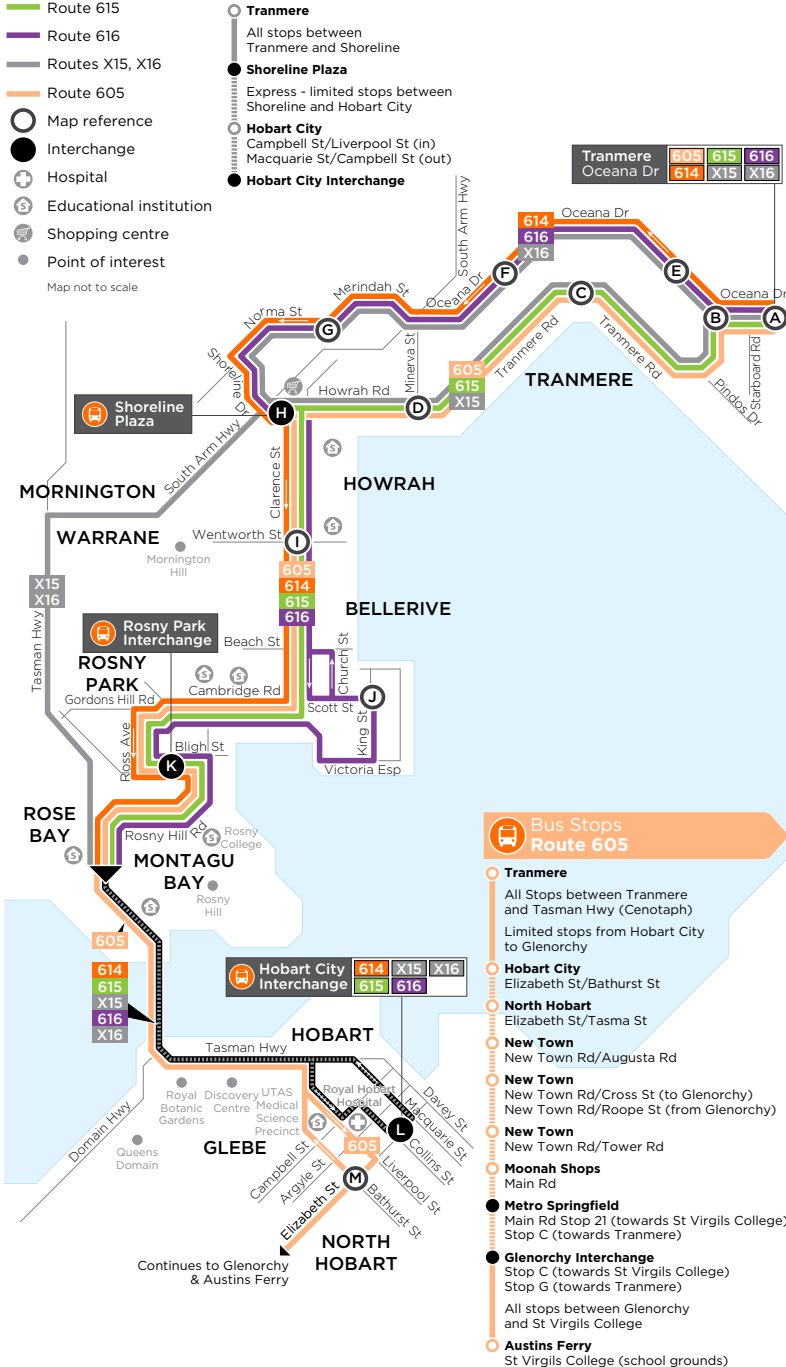 Route 615
Route 616
Routes X15, X16
Route 605
Map reference
Interchange
Hospital
Educational institution
Shopping centre
Point of interest
Map not to scale
Tranmere
All stops between
Tranmere and Shoreline
Shoreline Plaza
Express - limited stops between
Shoreline and Hobart City
Hobart City
Campbell St/Liverpool St (in)
Macquarie St/Campbell St (out)
Hobart City Interchange
Tranmere
Oceana Dr
605 615 616
614 X15 X16
South Arm Hwy
614
616
X16
Oceana Dr
Oceana Dr
Merindah St
Oceana Dr
Norma St
Shoreline Dr
F
E
C
B
A
G
Minerva St
Tranmere Rd
Tranmere Rd
Pindos Dr
Starboard Rd
TRANMERE
605
615
X15
Howrah Rd
D
H
Shoreline
Plaza
South Arm Hwy
Clarence St
MORNINGTON
HOWRAH
WARRANE
Wentworth St
I
Mornington
Hill
605
614
615
616
X15
X16
BELLERIVE
Rosny Park
Interchange
Beach St
Church St
Tasman Hwy
ROSNY
PARK
Cambridge Rd
Gordons Hill Rd
Scott St
J
King St
Ross Ave
Bligh St
K
Victoria Esp
ROSE
BAY
Rosny Hill Rd
Rosny
College
MONTAGU
BAY
Rosny
Hill
605
614
615
X15
616
X16
Hobart City
Interchange
614 X15 X16
615 616
HOBART
Tasman Hwy
Domain Hwy
Royal
Botanic
Gardens
Discovery
Centre
UTAS
Medical
Science
Precinct
Royal Hobart
Hospital
Davey St
Macquarie St
Collins St
L
Queens
Domain
GLEBE
605
Campbell St
Argyle St
Liverpool St
M
Bathurst St
Elizabeth St
NORTH
HOBART
Continues to Glenorchy
& Austins Ferry
Bus Stops
Route 605
Tranmere
All Stops between Tranmere
and Tasman Hwy (Cenotaph)
Limited stops from Hobart City
to Glenorchy
Hobart City
Elizabeth St/Bathurst St
North Hobart
Elizabeth St/Tasma St
New Town
New Town Rd/Augusta Rd
New Town
New Town Rd/Cross St (to Glenorchy)
New Town Rd/Roope St (from Glenorchy)
New Town
New Town Rd/Tower Rd
Moonah Shops
Main Rd
Metro Springfield
Main Rd Stop 21 (towards St Virgils College)
Stop C (towards Tranmere)
Glenorchy Interchange
Stop C (towards St Virgils College)
Stop G (towards Tranmere)
All stops between Glenorchy
and St Virgils College
Austins Ferry
St Virgils College (school grounds)